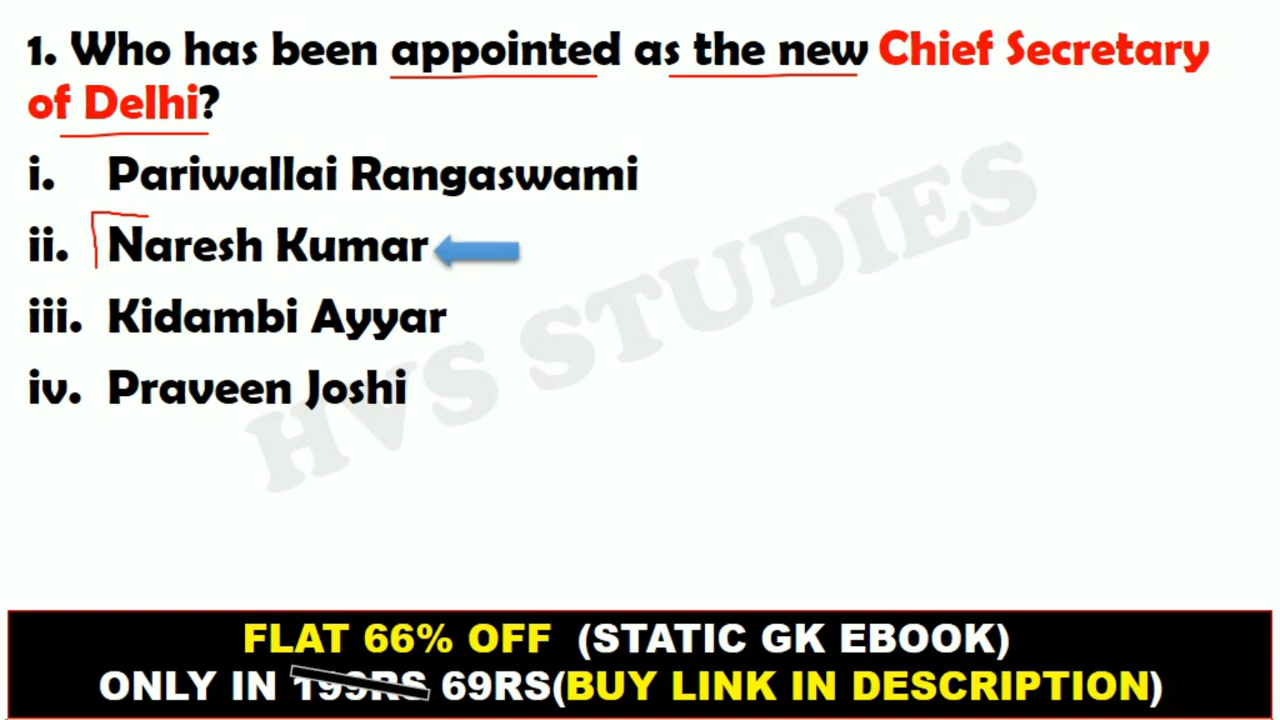 1. Who has been appointed as the new Chief Secretary
of Delhi?
i. Pariwallai Rangaswami
ii. Naresh Kumar
iii. Kidambi Ayyar
iv. Praveen Joshi
HVS STUDIES
FLAT 66% OFF (STATIC GK EBOOK)
ONLY IN 199RS 69RS(BUY LINK IN DESCRIPTION)